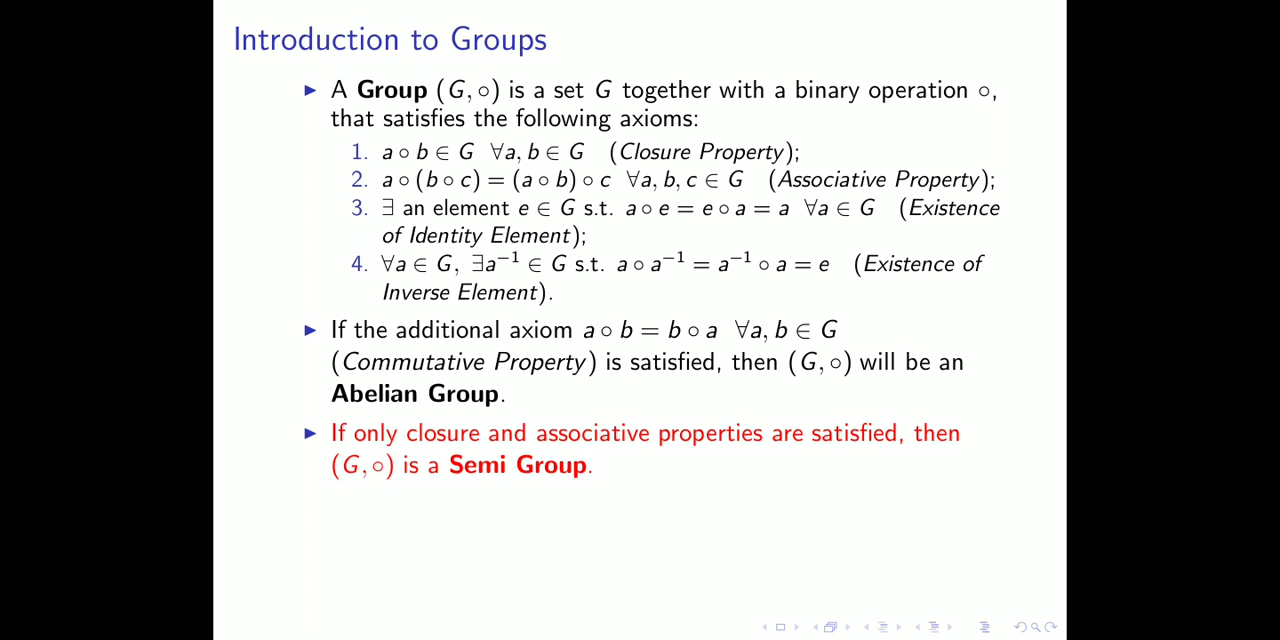 Introduction to Groups
▶ A Group (G, ∘) is a set G together with a binary operation ∘,
that satisfies the following axioms:
1. a ∘ b ∈ G ∀a, b ∈ G (Closure Property);
2. a ∘ (b ∘ c) = (a ∘ b) ∘ c ∀a, b, c ∈ G (Associative Property);
3. ∃ an element e ∈ G s.t. a ∘ e = e ∘ a = a ∀a ∈ G (Existence
of Identity Element);
4. ∀a ∈ G, ∃a⁻¹ ∈ G s.t. a ∘ a⁻¹ = a⁻¹ ∘ a = e (Existence of
Inverse Element).
▶ If the additional axiom a ∘ b = b ∘ a ∀a, b ∈ G
(Commutative Property) is satisfied, then (G, ∘) will be an
Abelian Group.
▶ If only closure and associative properties are satisfied, then
(G, ∘) is a Semi Group.